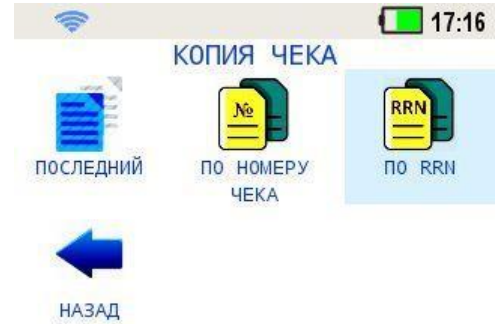 17:16
КОПИЯ ЧЕКА
№
RRN
ПОСЛЕДНИЙ
ПО НОМЕРУ
ЧЕКА
ПО RRN
НАЗАД